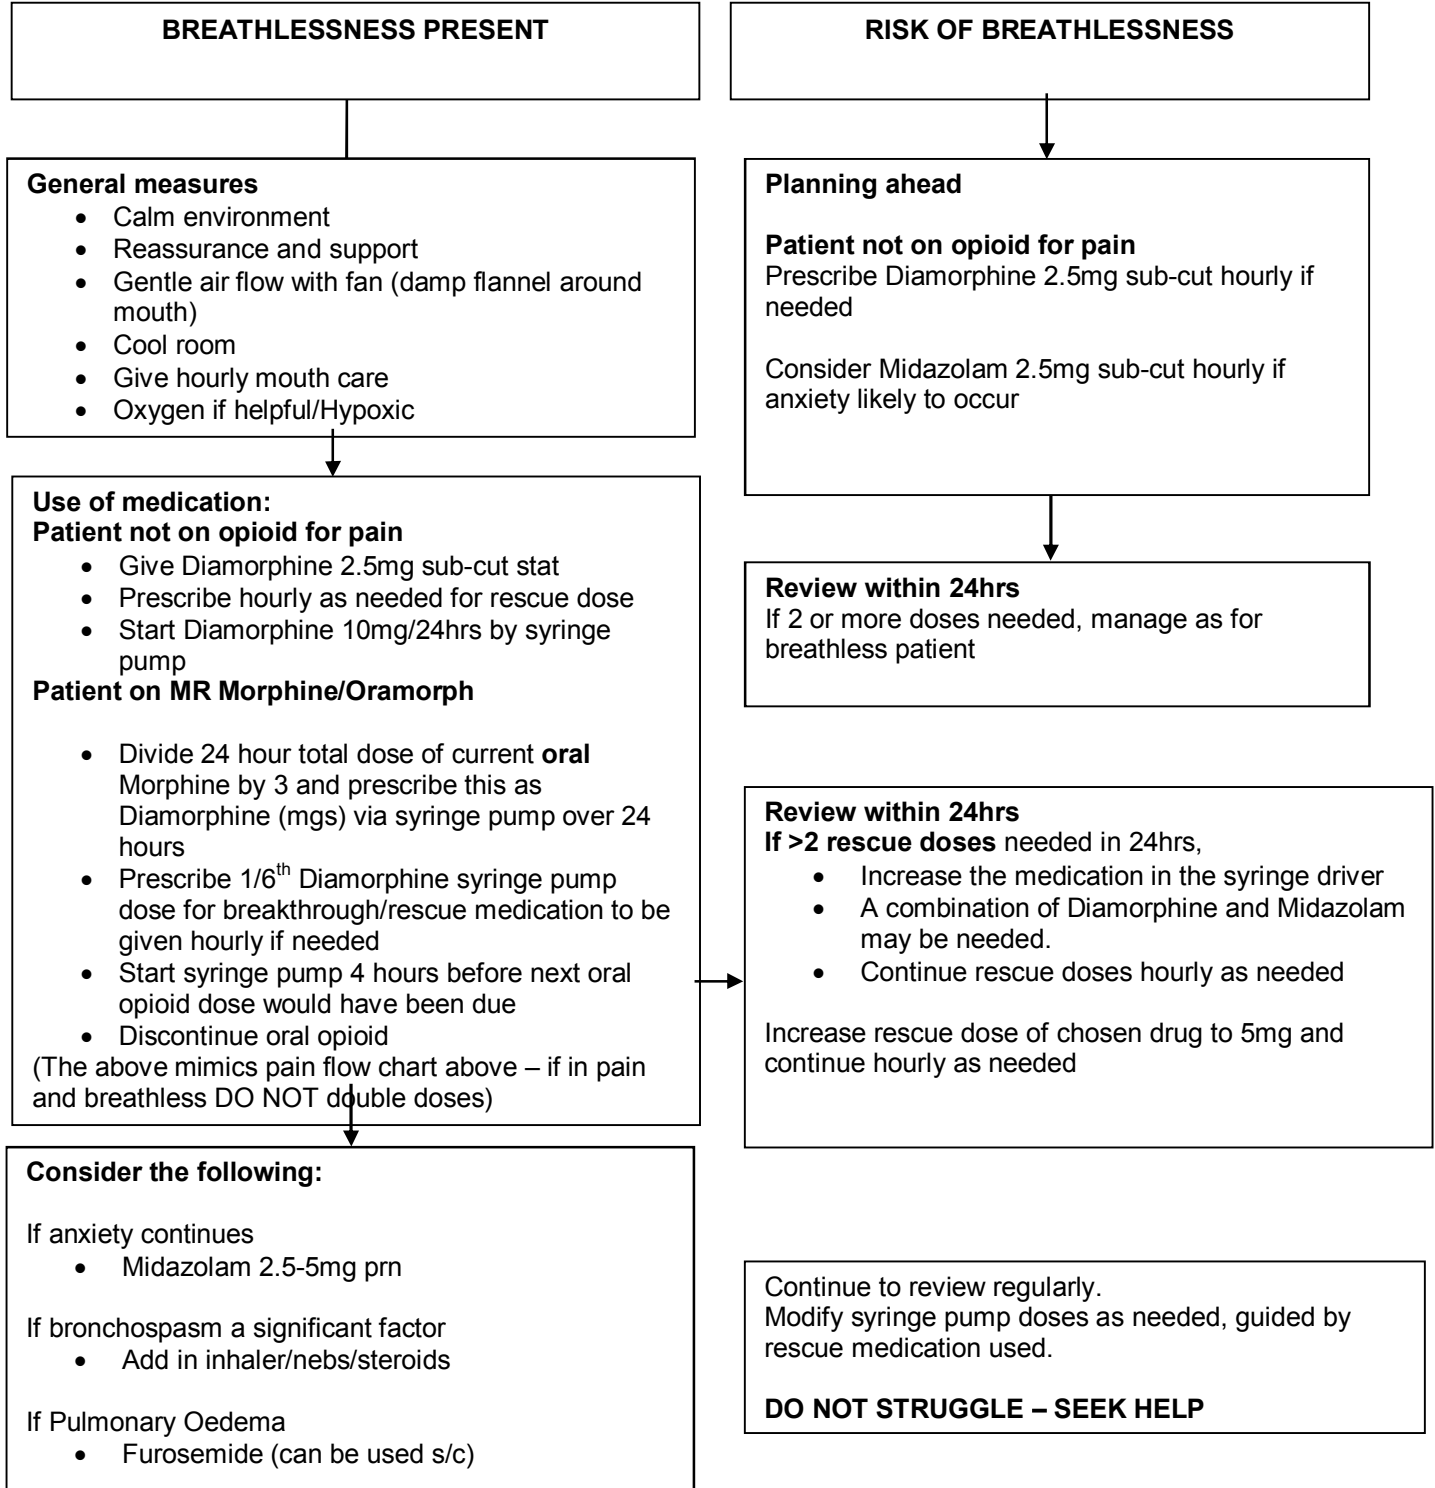 BREATHLESSNESS PRESENT
RISK OF BREATHLESSNESS
General measures
• Calm environment
• Reassurance and support
• Gentle air flow with fan (damp flannel around
mouth)
• Cool room
• Give hourly mouth care
• Oxygen if helpful/Hypoxic
Use of medication:
Patient not on opioid for pain
• Give Diamorphine 2.5mg sub-cut stat
• Prescribe hourly as needed for rescue dose
• Start Diamorphine 10mg/24hrs by syringe
pump
Patient on MR Morphine/Oramorph
• Divide 24 hour total dose of current oral
Morphine by 3 and prescribe this as
Diamorphine (mgs) via syringe pump over 24
hours
• Prescribe 1/6th Diamorphine syringe pump
dose for breakthrough/rescue medication to be
given hourly if needed
• Start syringe pump 4 hours before next oral
opioid dose would have been due
• Discontinue oral opioid
(The above mimics pain flow chart above – if in pain
and breathless DO NOT double doses)
Consider the following:
If anxiety continues
• Midazolam 2.5-5mg prn
If bronchospasm a significant factor
• Add in inhaler/nebs/steroids
If Pulmonary Oedema
• Furosemide (can be used s/c)
Planning ahead
Patient not on opioid for pain
Prescribe Diamorphine 2.5mg sub-cut hourly if
needed
Consider Midazolam 2.5mg sub-cut hourly if
anxiety likely to occur
Review within 24hrs
If 2 or more doses needed, manage as for
breathless patient
Review within 24hrs
If >2 rescue doses needed in 24hrs,
• Increase the medication in the syringe driver
• A combination of Diamorphine and Midazolam
may be needed.
• Continue rescue doses hourly as needed
Increase rescue dose of chosen drug to 5mg and
continue hourly as needed
Continue to review regularly.
Modify syringe pump doses as needed, guided by
rescue medication used.
DO NOT STRUGGLE – SEEK HELP